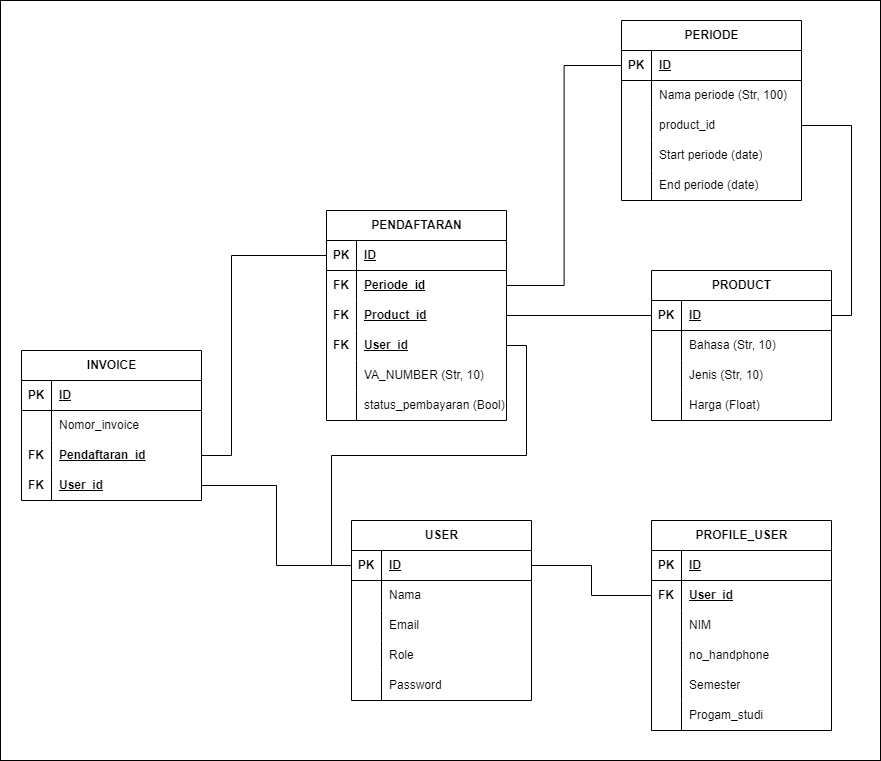 PERIODE
PK ID
Nama periode (Str, 100)
product_id
Start periode (date)
End periode (date)
PENDAFTARAN
PK ID
FK Periode_id
FK Product_id
FK User_id
VA_NUMBER (Str, 10)
status_pembayaran (Bool)
PRODUCT
PK ID
Bahasa (Str, 10)
Jenis (Str, 10)
Harga (Float)
INVOICE
PK ID
Nomor_invoice
FK Pendaftaran_id
FK User_id
USER
PK ID
Nama
Email
Role
Password
PROFILE_USER
PK ID
FK User_id
NIM
no_handphone
Semester
Progam_studi